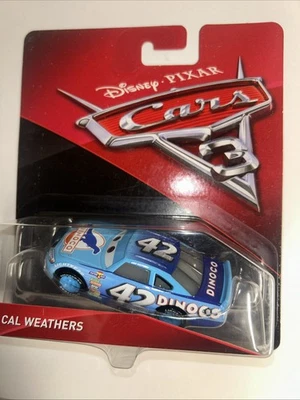 Disney · PIXAR
Cars
3
42
DINOCO
42
DINOCO
CAL WEATHERS